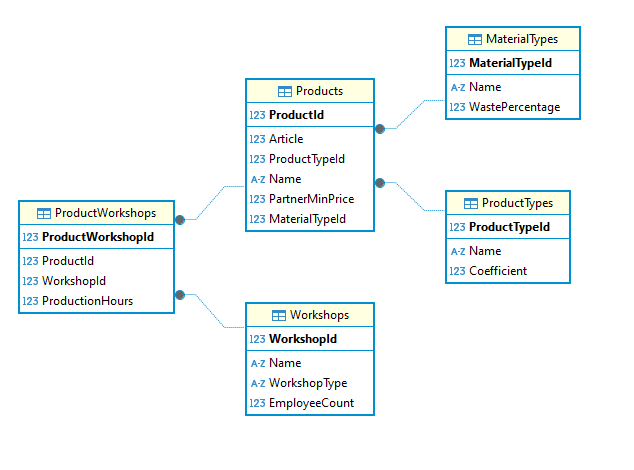 MaterialTypes
123 MaterialTypeId
A-Z Name
123 WastePercentage
Products
123 ProductId
123 Article
123 ProductTypeId
A-Z Name
123 PartnerMinPrice
123 MaterialTypeId
ProductTypes
123 ProductTypeId
A-Z Name
123 Coefficient
ProductWorkshops
123 ProductWorkshopId
123 ProductId
123 WorkshopId
123 ProductionHours
Workshops
123 WorkshopId
A-Z Name
A-Z WorkshopType
123 EmployeeCount